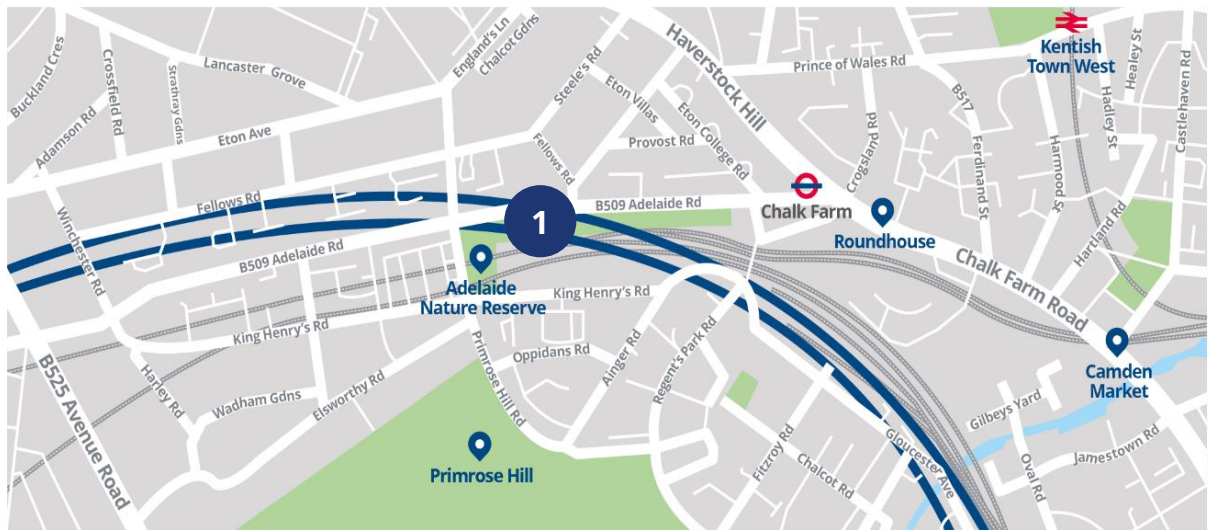 Buckland Cres
Crossfield Rd
Lancaster Grove
Strathray Gdns
Adamson Rd
Eton Ave
England's Ln
Chalcot Gdns
Steele's Rd
Haverstock Hill
Eton Villas
Eton College Rd
Provost Rd
Fellows Rd
Prince of Wales Rd
B517
Ferdinand St
Crogsland Rd
Kentish
Town West
Healey St
Hadley St
Castlehaven Rd
Harmood St
Hartland Rd
Fellows Rd
Winchester Rd
B509 Adelaide Rd
1
B509 Adelaide Rd
Chalk Farm
Roundhouse
Chalk Farm Road
Adelaide
Nature Reserve
King Henry's Rd
King Henry's Rd
B525 Avenue Road
Harley Rd
Wadham Gdns
Elsworthy Rd
Primrose Hill Rd
Oppidans Rd
Ainger Rd
Regent's Park Rd
Camden
Market
Gilbeys Yard
Jamestown Rd
Oval Rd
Gloucester Ave
Fitzroy Rd
Chalcot Rd
Primrose Hill